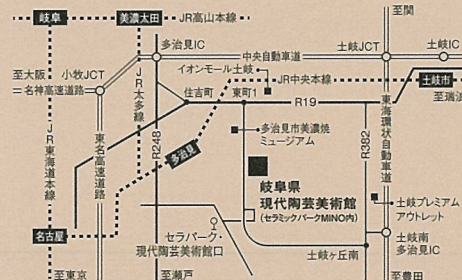 至関
岐阜
美濃太田
JR高山本線
多治見IC
中央自動車道
土岐JCT
土岐IC
至大阪
小牧JCT
イオンモール土岐
JR中央本線
土岐市
名神高速道路
至瑞浪
住吉町
東町1
R19
JR太多線
多治見市美濃焼
ミュージアム
JR東海道本線
東名高速道路
R248
多治見
R382
東海環状自動車道
岐阜県
現代陶芸美術館
(セラミックパークMINO内)
土岐プレミアム
アウトレット
名古屋
セラパーク・
現代陶芸美術館口
土岐ヶ丘南
土岐南
多治見IC
至東京
至瀬戸
至豊田